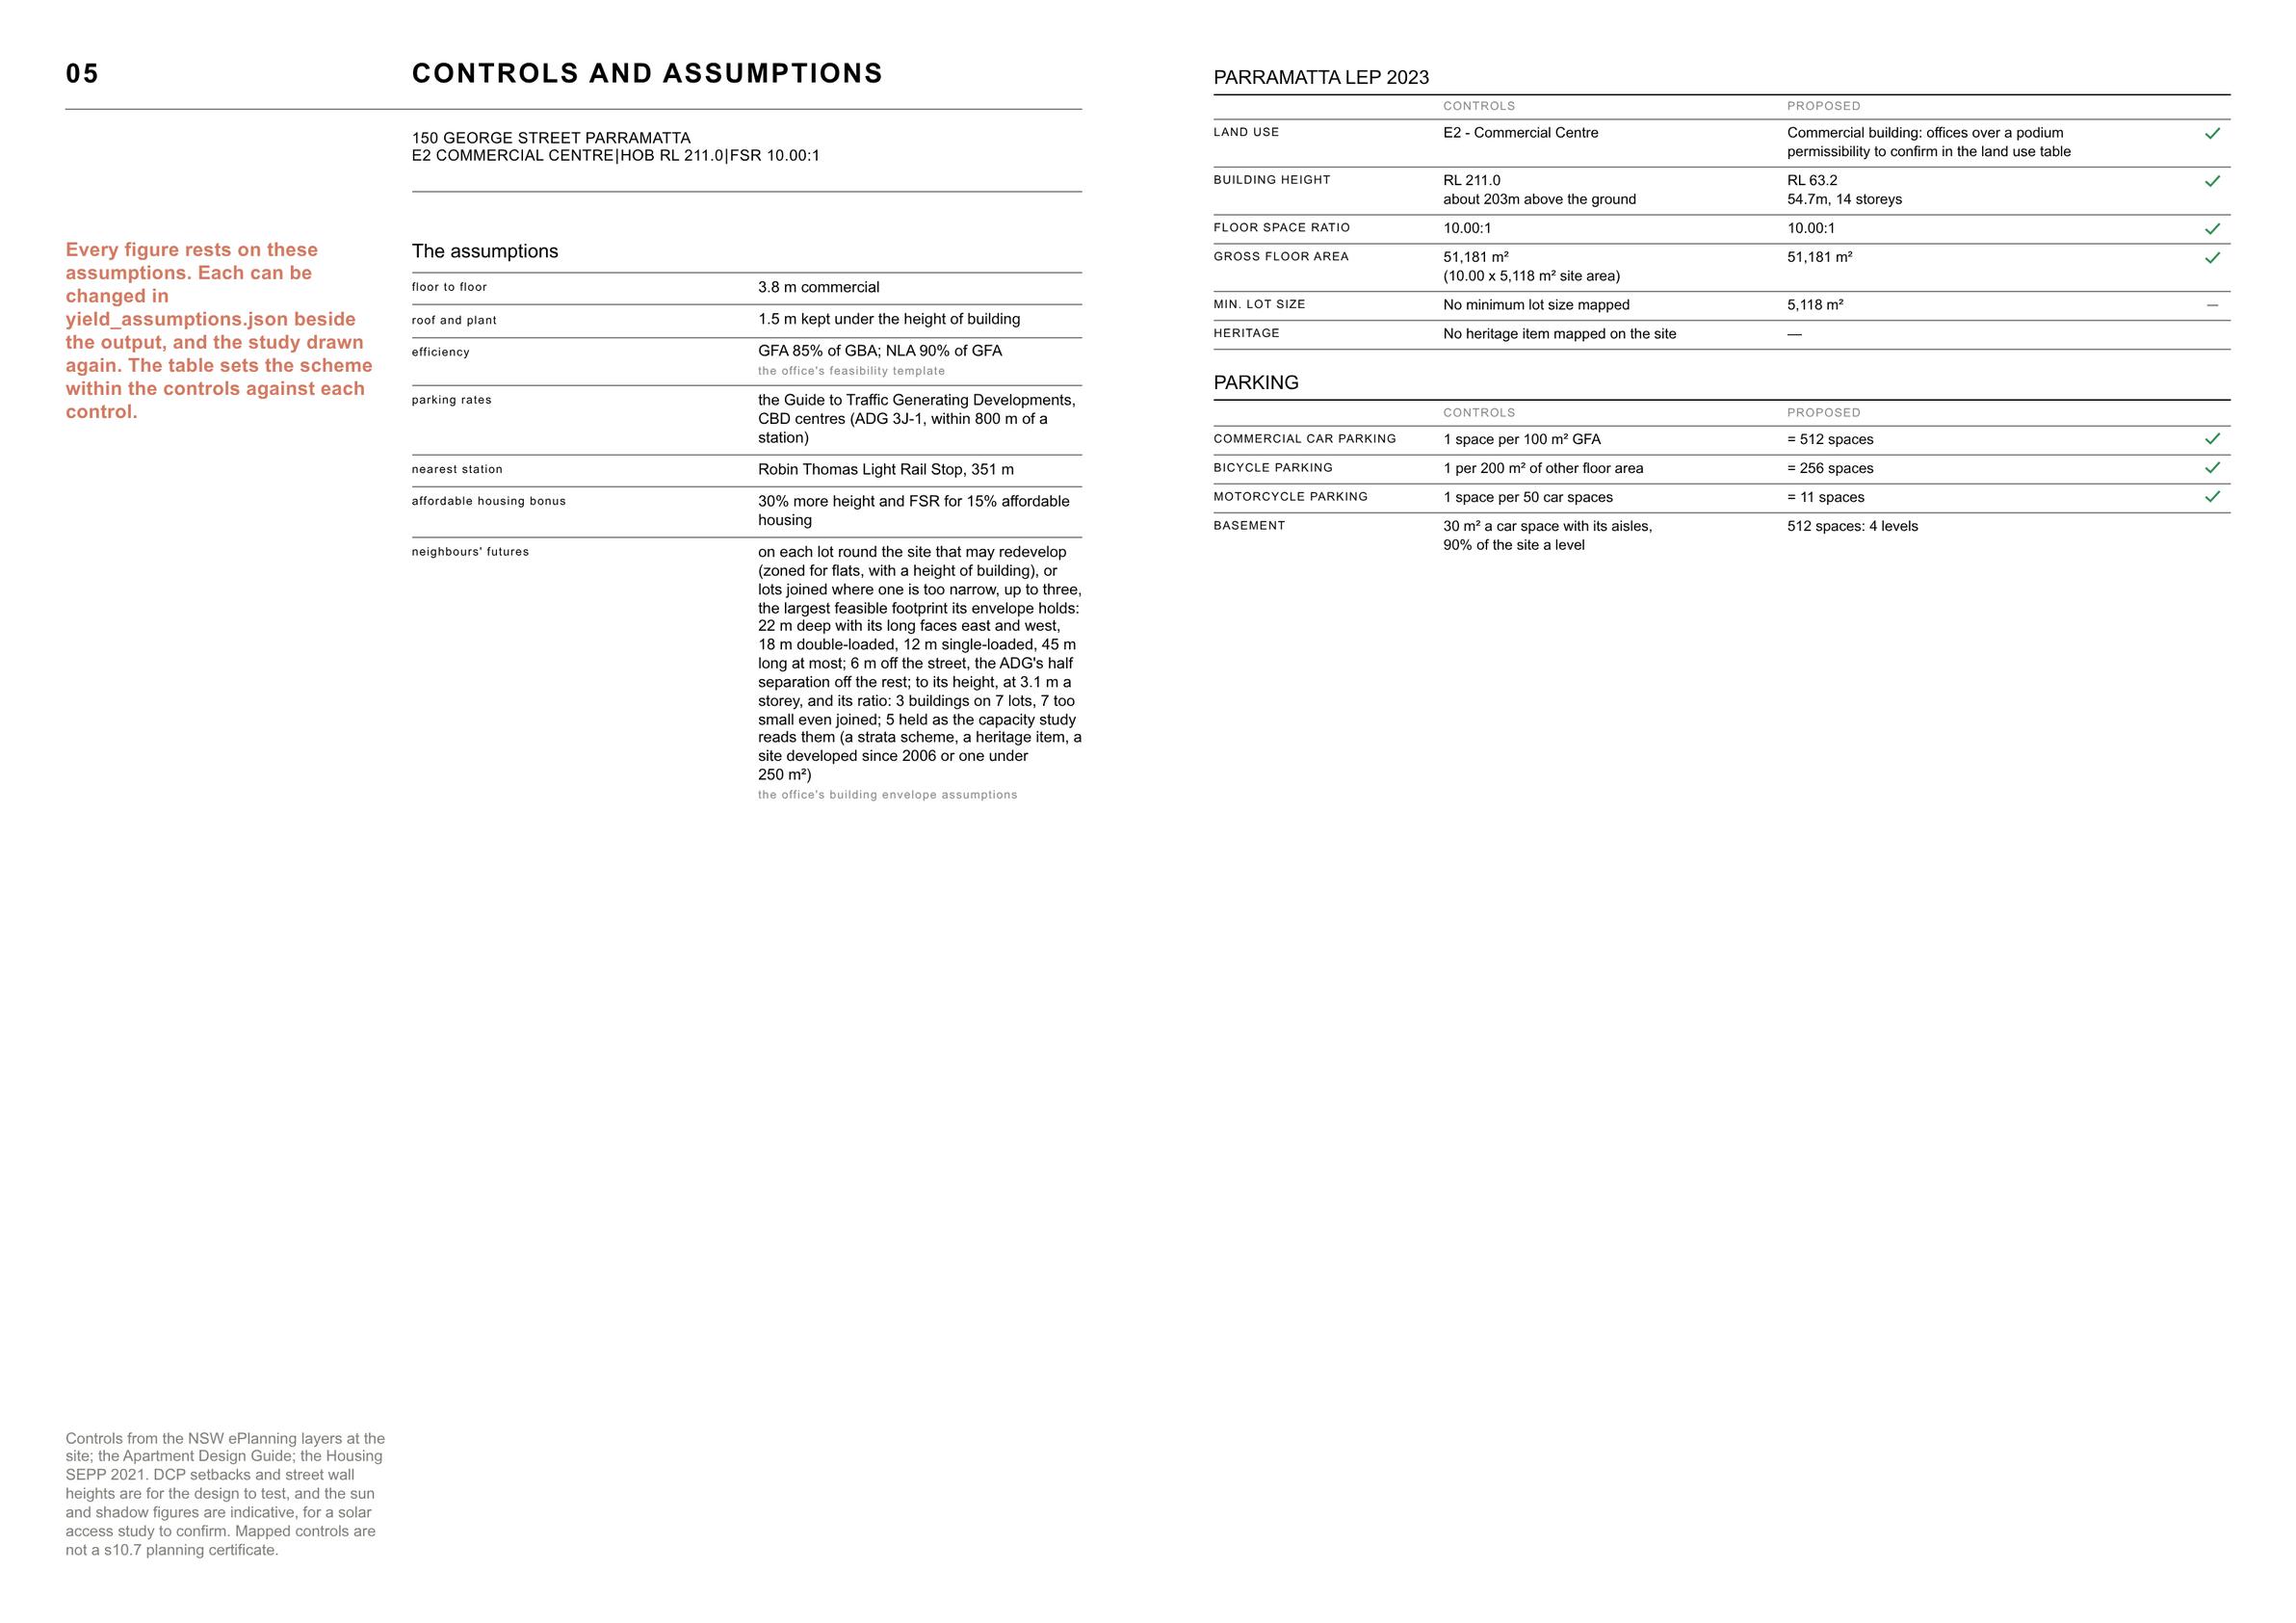 05
CONTROLS AND ASSUMPTIONS
150 GEORGE STREET PARRAMATTA
E2 COMMERCIAL CENTRE|HOB RL 211.0|FSR 10.00:1
Every figure rests on these
assumptions. Each can be
changed in
yield_assumptions.json beside
the output, and the study drawn
again. The table sets the scheme
within the controls against each
control.
The assumptions
floor to floor
3.8 m commercial
roof and plant
1.5 m kept under the height of building
efficiency
GFA 85% of GBA; NLA 90% of GFA
the office's feasibility template
parking rates
the Guide to Traffic Generating Developments,
CBD centres (ADG 3J-1, within 800 m of a
station)
nearest station
Robin Thomas Light Rail Stop, 351 m
affordable housing bonus
30% more height and FSR for 15% affordable
housing
neighbours' futures
on each lot round the site that may redevelop
(zoned for flats, with a height of building), or
lots joined where one is too narrow, up to three,
the largest feasible footprint its envelope holds:
22 m deep with its long faces east and west,
18 m double-loaded, 12 m single-loaded, 45 m
long at most; 6 m off the street, the ADG's half
separation off the rest; to its height, at 3.1 m a
storey, and its ratio: 3 buildings on 7 lots, 7 too
small even joined; 5 held as the capacity study
reads them (a strata scheme, a heritage item, a
site developed since 2006 or one under
250 m²)
the office's building envelope assumptions
Controls from the NSW ePlanning layers at the
site; the Apartment Design Guide; the Housing
SEPP 2021. DCP setbacks and street wall
heights are for the design to test, and the sun
and shadow figures are indicative, for a solar
access study to confirm. Mapped controls are
not a s10.7 planning certificate.
PARRAMATTA LEP 2023
CONTROLS PROPOSED
LAND USE
E2 - Commercial Centre
Commercial building: offices over a podium
permissibility to confirm in the land use table
✓
BUILDING HEIGHT
RL 211.0
about 203m above the ground
RL 63.2
54.7m, 14 storeys
✓
FLOOR SPACE RATIO
10.00:1
10.00:1
✓
GROSS FLOOR AREA
51,181 m²
(10.00 x 5,118 m² site area)
51,181 m²
✓
MIN. LOT SIZE
No minimum lot size mapped
5,118 m²
–
HERITAGE
No heritage item mapped on the site
—
PARKING
CONTROLS PROPOSED
COMMERCIAL CAR PARKING
1 space per 100 m² GFA
= 512 spaces
✓
BICYCLE PARKING
1 per 200 m² of other floor area
= 256 spaces
✓
MOTORCYCLE PARKING
1 space per 50 car spaces
= 11 spaces
✓
BASEMENT
30 m² a car space with its aisles,
90% of the site a level
512 spaces: 4 levels